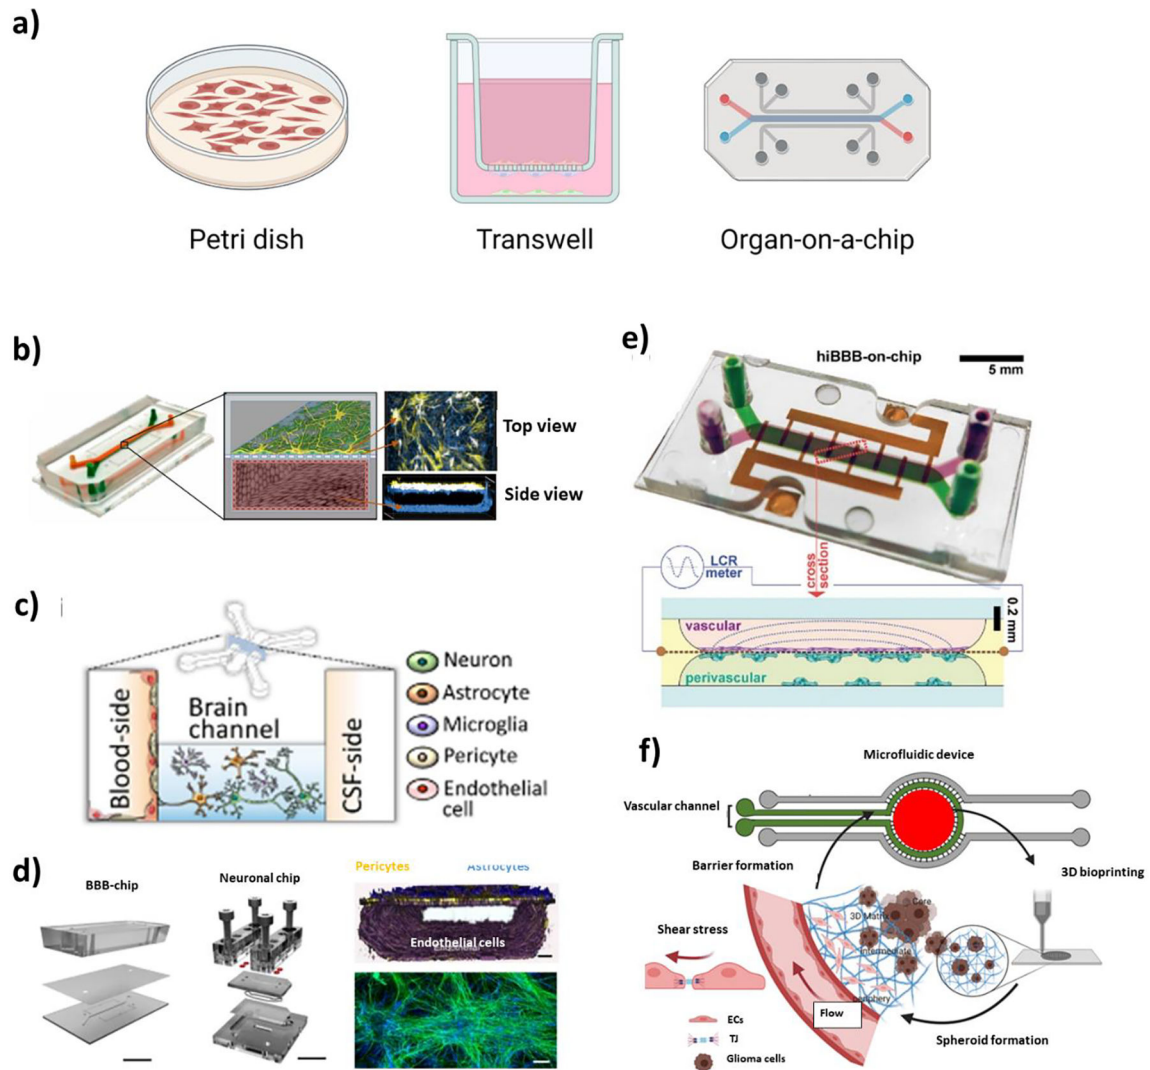 a)
Petri dish
Transwell
Organ-on-a-chip
b)
Top view
Side view
e)
hiBBB-on-chip
5 mm
LCR
meter
cross
section
0.2 mm
vascular
perivascular
c)
Blood-side
Brain
channel
CSF-side
Neuron
Astrocyte
Microglia
Pericyte
Endothelial
cell
d)
BBB-chip
Neuronal chip
Pericytes
Astrocytes
Endothelial cells
f)
Microfluidic device
Vascular channel
Barrier formation
3D bioprinting
Shear stress
Core
3D Matrix
Intermediate
periphery
Flow
Spheroid formation
ECs
TJ
Glioma cells